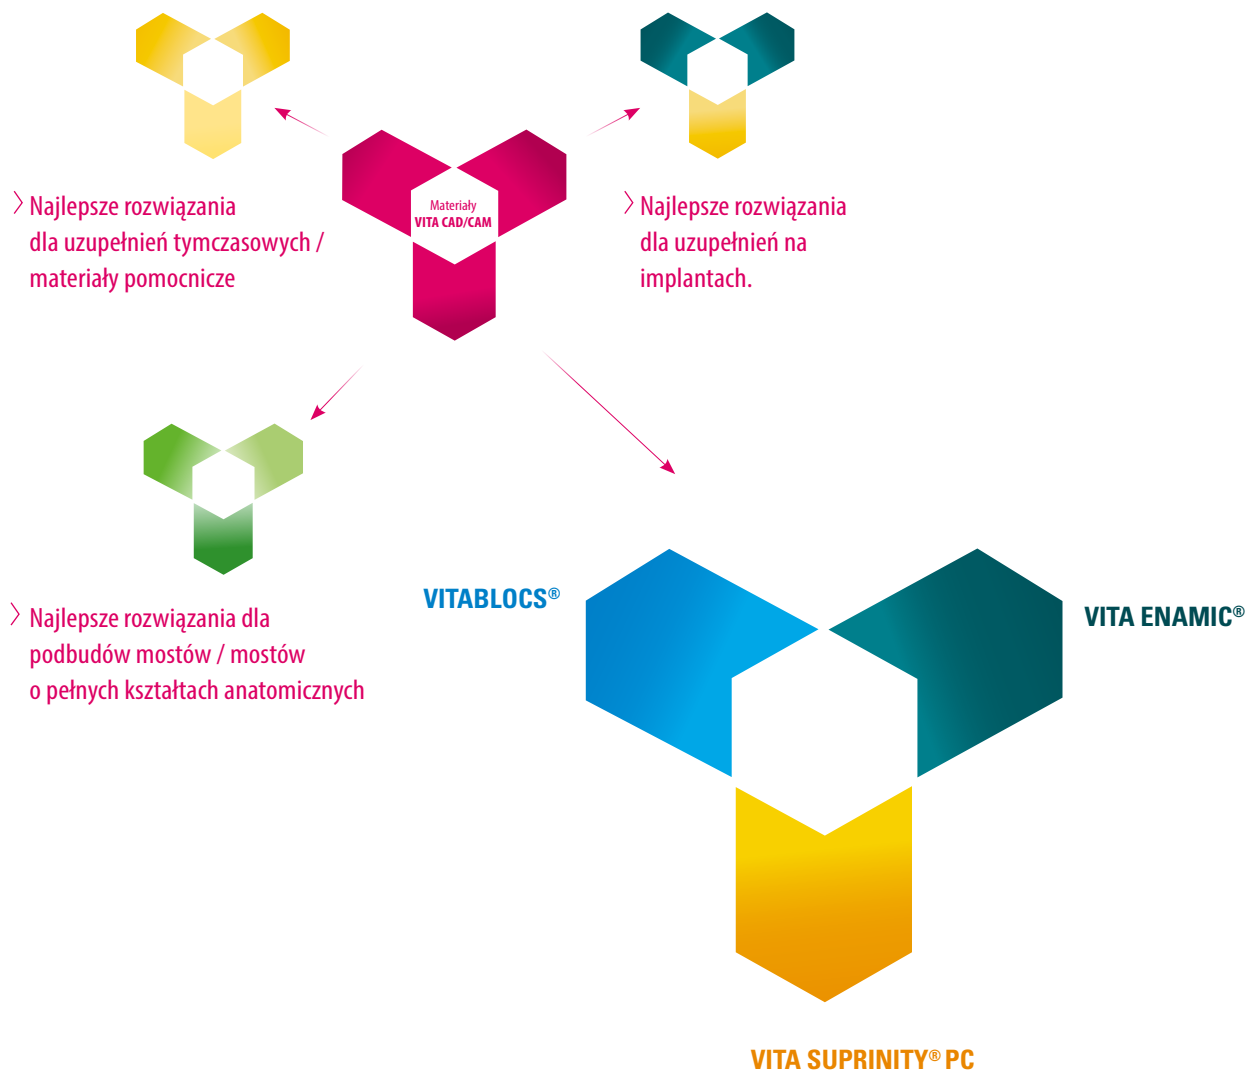 Materiały
VITA CAD/CAM
Najlepsze rozwiązania
dla uzupełnień tymczasowych /
materiały pomocnicze
Najlepsze rozwiązania
dla uzupełnień na
implantach.
Najlepsze rozwiązania dla
podbudów mostów / mostów
o pełnych kształtach anatomicznych
VITABLOCS®
VITA ENAMIC®
VITA SUPRINITY® PC